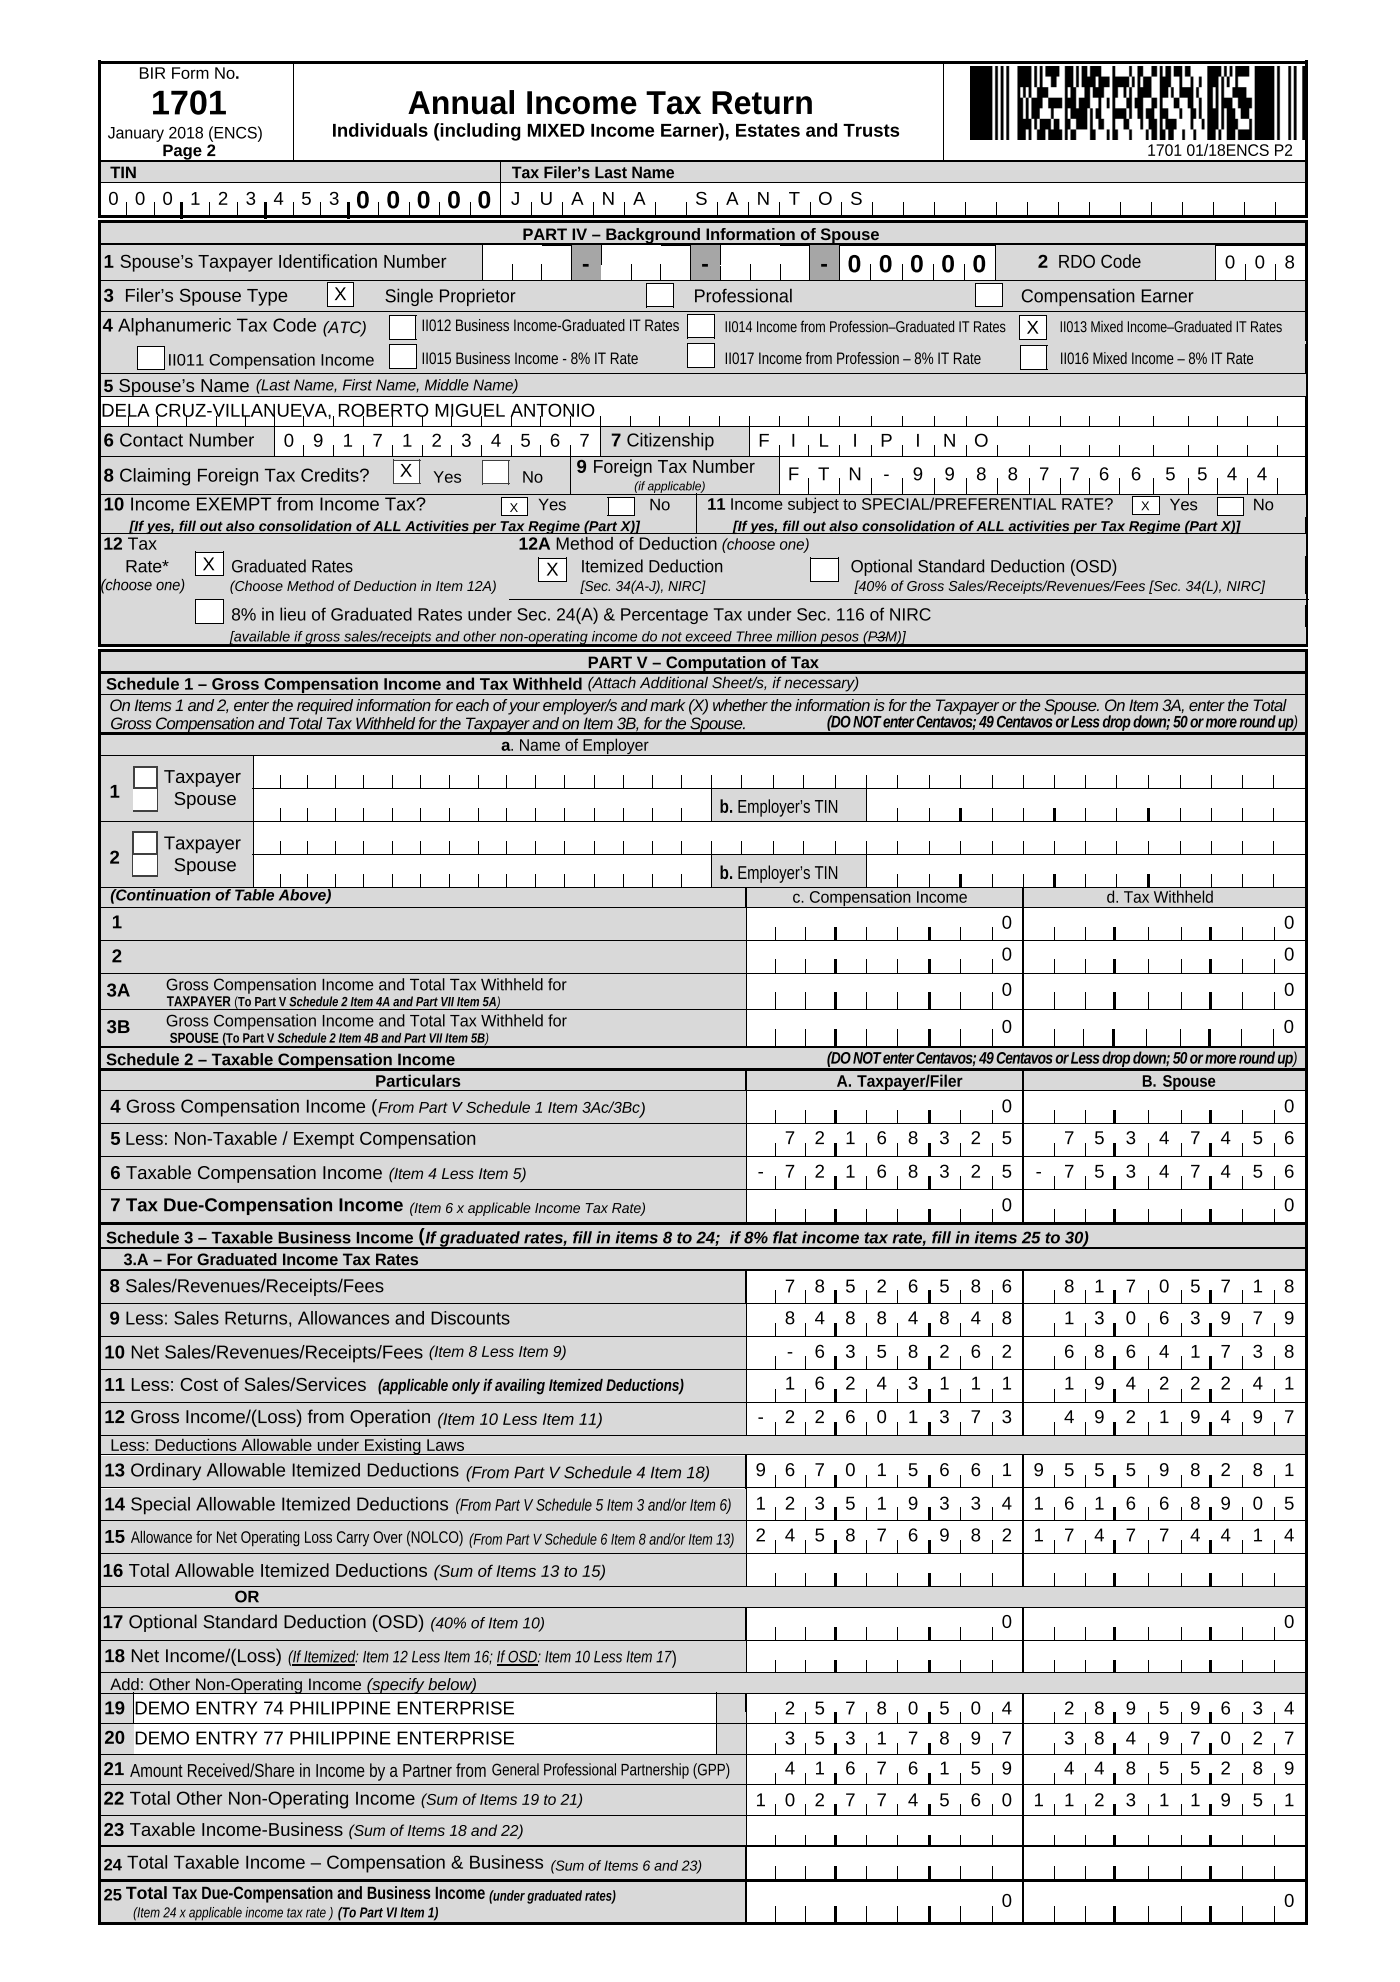 BIR Form No.
1701
January 2018 (ENCS)
Page 2
Annual Income Tax Return
Individuals (including MIXED Income Earner), Estates and Trusts
1701 01/18ENCS P2
TIN Tax Filer's Last Name
0 0 0 1 2 3 4 5 3 0 0 0 0 0 J U A N A S A N T O S
PART IV – Background Information of Spouse
1 Spouse's Taxpayer Identification Number - - - 0 0 0 0 0 2 RDO Code 0 0 8
3 Filer's Spouse Type X Single Proprietor Professional Compensation Earner
4 Alphanumeric Tax Code (ATC) II012 Business Income-Graduated IT Rates II014 Income from Profession–Graduated IT Rates X II013 Mixed Income–Graduated IT Rates
II011 Compensation Income II015 Business Income - 8% IT Rate II017 Income from Profession – 8% IT Rate II016 Mixed Income – 8% IT Rate
5 Spouse's Name (Last Name, First Name, Middle Name)
DELA CRUZ-VILLANUEVA, ROBERTO MIGUEL ANTONIO
6 Contact Number 0 9 1 7 1 2 3 4 5 6 7 7 Citizenship F I L I P I N O
8 Claiming Foreign Tax Credits? X Yes No 9 Foreign Tax Number (if applicable) F T N - 9 9 8 8 7 7 6 6 5 5 4 4
10 Income EXEMPT from Income Tax? X Yes No 11 Income subject to SPECIAL/PREFERENTIAL RATE? X Yes No
[If yes, fill out also consolidation of ALL Activities per Tax Regime (Part X)] [If yes, fill out also consolidation of ALL activities per Tax Regime (Part X)]
12 Tax 12A Method of Deduction (choose one)
Rate* X Graduated Rates X Itemized Deduction Optional Standard Deduction (OSD)
(choose one) (Choose Method of Deduction in Item 12A) [Sec. 34(A-J), NIRC] [40% of Gross Sales/Receipts/Revenues/Fees [Sec. 34(L), NIRC]
8% in lieu of Graduated Rates under Sec. 24(A) & Percentage Tax under Sec. 116 of NIRC
[available if gross sales/receipts and other non-operating income do not exceed Three million pesos (P3M)]
PART V – Computation of Tax
Schedule 1 – Gross Compensation Income and Tax Withheld (Attach Additional Sheet/s, if necessary)
On Items 1 and 2, enter the required information for each of your employer/s and mark (X) whether the information is for the Taxpayer or the Spouse. On Item 3A, enter the Total
Gross Compensation and Total Tax Withheld for the Taxpayer and on Item 3B, for the Spouse. (DO NOT enter Centavos; 49 Centavos or Less drop down; 50 or more round up)
a. Name of Employer
1 Taxpayer
Spouse b. Employer's TIN
2 Taxpayer
Spouse b. Employer's TIN
(Continuation of Table Above) c. Compensation Income d. Tax Withheld
1 0 0
2 0 0
3A Gross Compensation Income and Total Tax Withheld for 0 0
TAXPAYER (To Part V Schedule 2 Item 4A and Part VII Item 5A)
3B Gross Compensation Income and Total Tax Withheld for 0 0
SPOUSE (To Part V Schedule 2 Item 4B and Part VII Item 5B)
Schedule 2 – Taxable Compensation Income (DO NOT enter Centavos; 49 Centavos or Less drop down; 50 or more round up)
Particulars A. Taxpayer/Filer B. Spouse
4 Gross Compensation Income (From Part V Schedule 1 Item 3Ac/3Bc) 0 0
5 Less: Non-Taxable / Exempt Compensation 7 2 1 6 8 3 2 5 7 5 3 4 7 4 5 6
6 Taxable Compensation Income (Item 4 Less Item 5) - 7 2 1 6 8 3 2 5 - 7 5 3 4 7 4 5 6
7 Tax Due-Compensation Income (Item 6 x applicable Income Tax Rate) 0 0
Schedule 3 – Taxable Business Income (If graduated rates, fill in items 8 to 24; if 8% flat income tax rate, fill in items 25 to 30)
3.A – For Graduated Income Tax Rates
8 Sales/Revenues/Receipts/Fees 7 8 5 2 6 5 8 6 8 1 7 0 5 7 1 8
9 Less: Sales Returns, Allowances and Discounts 8 4 8 8 4 8 4 8 1 3 0 6 3 9 7 9
10 Net Sales/Revenues/Receipts/Fees (Item 8 Less Item 9) - 6 3 5 8 2 6 2 6 8 6 4 1 7 3 8
11 Less: Cost of Sales/Services (applicable only if availing Itemized Deductions) 1 6 2 4 3 1 1 1 1 9 4 2 2 2 4 1
12 Gross Income/(Loss) from Operation (Item 10 Less Item 11) - 2 2 6 0 1 3 7 3 4 9 2 1 9 4 9 7
Less: Deductions Allowable under Existing Laws
13 Ordinary Allowable Itemized Deductions (From Part V Schedule 4 Item 18) 9 6 7 0 1 5 6 6 1 9 5 5 5 9 8 2 8 1
14 Special Allowable Itemized Deductions (From Part V Schedule 5 Item 3 and/or Item 6) 1 2 3 5 1 9 3 3 4 1 6 1 6 6 8 9 0 5
15 Allowance for Net Operating Loss Carry Over (NOLCO) (From Part V Schedule 6 Item 8 and/or Item 13) 2 4 5 8 7 6 9 8 2 1 7 4 7 7 4 4 1 4
16 Total Allowable Itemized Deductions (Sum of Items 13 to 15)
OR
17 Optional Standard Deduction (OSD) (40% of Item 10) 0 0
18 Net Income/(Loss) (If Itemized: Item 12 Less Item 16; If OSD: Item 10 Less Item 17)
Add: Other Non-Operating Income (specify below)
19 DEMO ENTRY 74 PHILIPPINE ENTERPRISE 2 5 7 8 0 5 0 4 2 8 9 5 9 6 3 4
20 DEMO ENTRY 77 PHILIPPINE ENTERPRISE 3 5 3 1 7 8 9 7 3 8 4 9 7 0 2 7
21 Amount Received/Share in Income by a Partner from General Professional Partnership (GPP) 4 1 6 7 6 1 5 9 4 4 8 5 5 2 8 9
22 Total Other Non-Operating Income (Sum of Items 19 to 21) 1 0 2 7 7 4 5 6 0 1 1 2 3 1 1 9 5 1
23 Taxable Income-Business (Sum of Items 18 and 22)
24 Total Taxable Income – Compensation & Business (Sum of Items 6 and 23)
25 Total Tax Due-Compensation and Business Income (under graduated rates) 0 0
(Item 24 x applicable income tax rate ) (To Part VI Item 1)